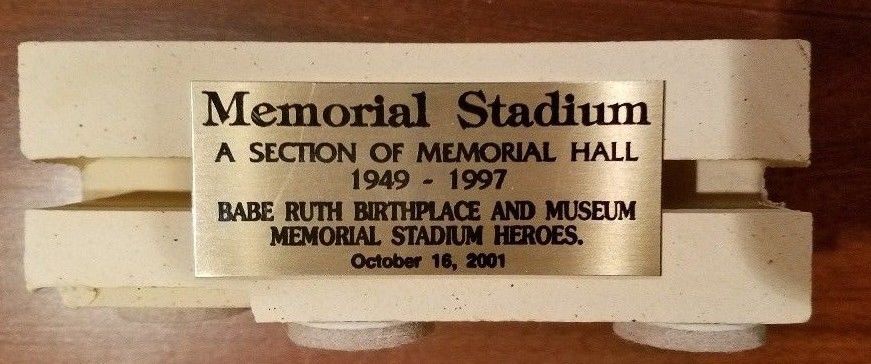 Memorial Stadium
A SECTION OF MEMORIAL HALL
1949 - 1997
BABE RUTH BIRTHPLACE AND MUSEUM
MEMORIAL STADIUM HEROES.
October 16, 2001